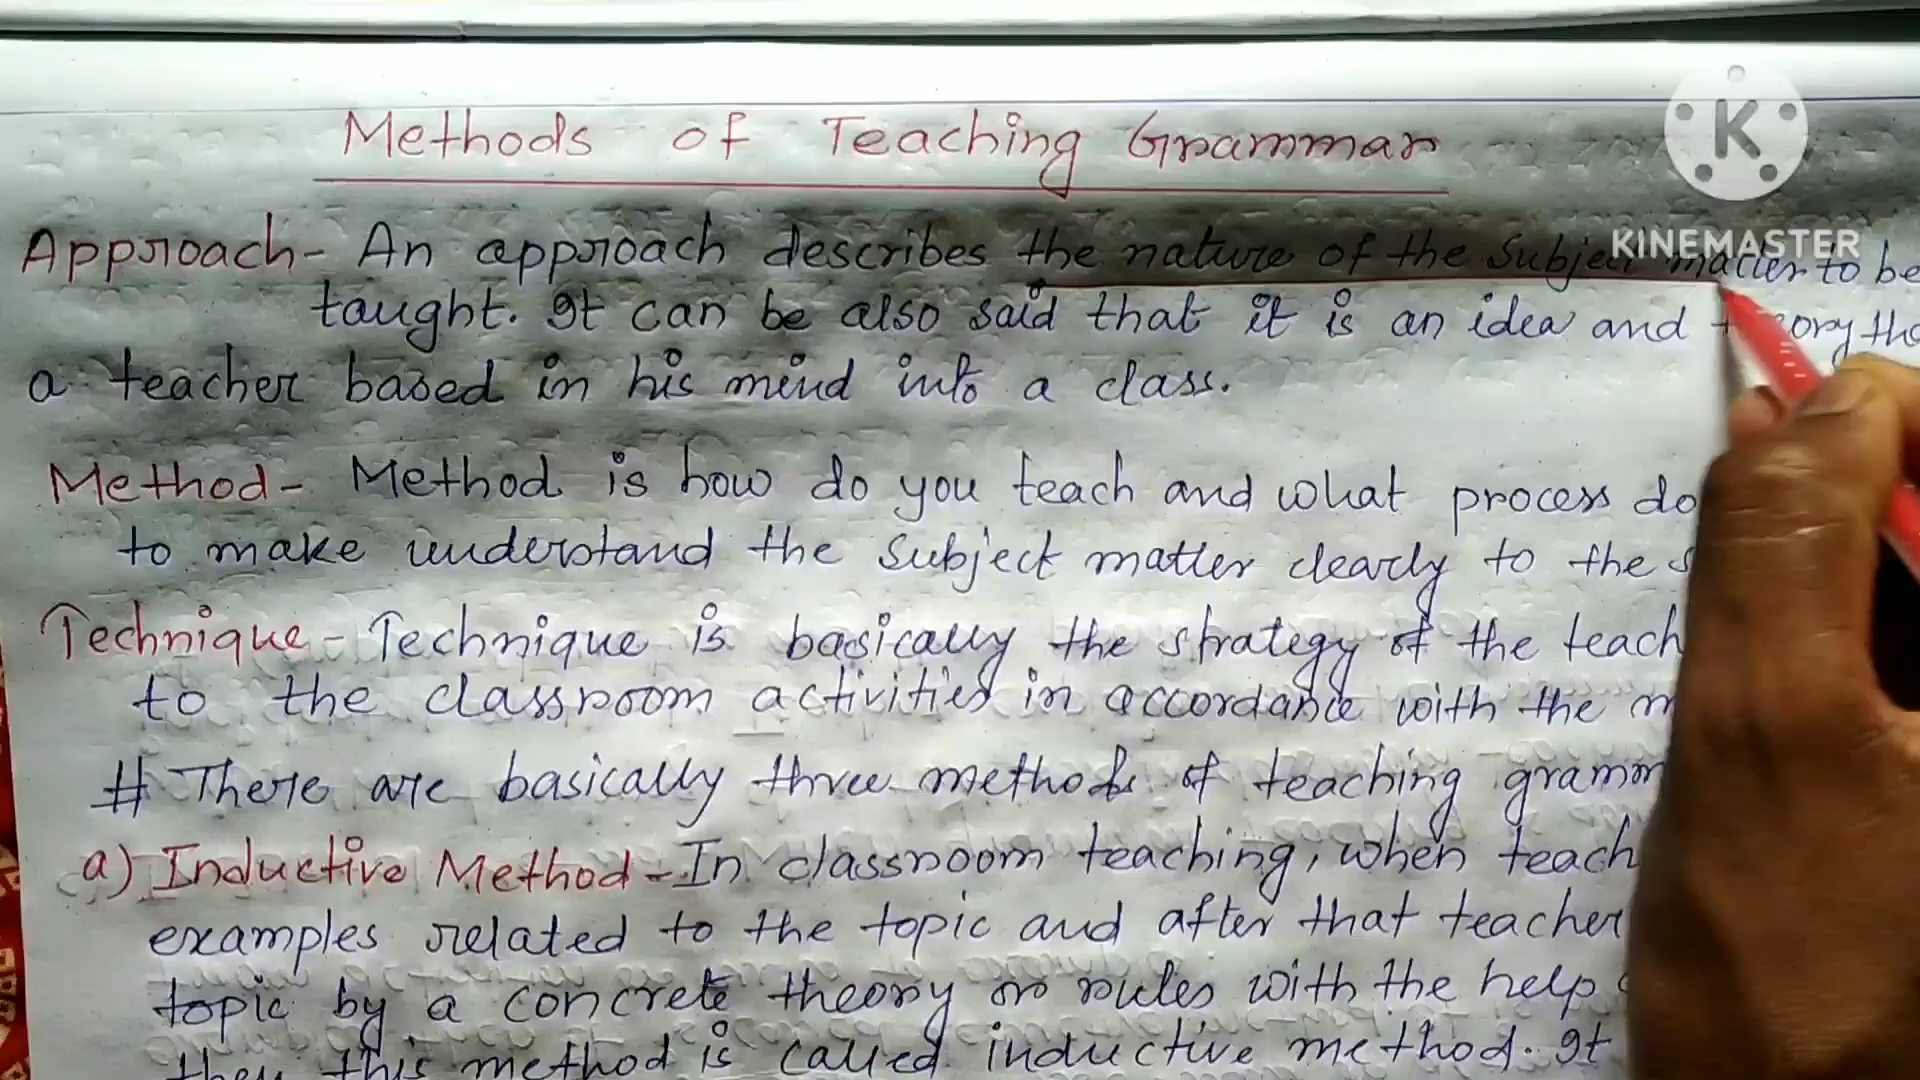 Methods of Teaching Grammar
K
KINEMASTER
Approach- An approach describes the nature of the subject matter to be
taught. It can be also said that it is an idea and
a teacher based in his mind into a class.
Method- Method is how do you teach and what process do
to make understand the subject matter clearly to the
Technique- Technique is basically the strategy of the
to the classroom activities in accordance with the
# There are basically three methods of teaching
a) Inductive Method- In classroom teaching, when
examples related to the topic and after that teacher
topic by a concrete theory or rules with the help
then this method is called inductive method. It